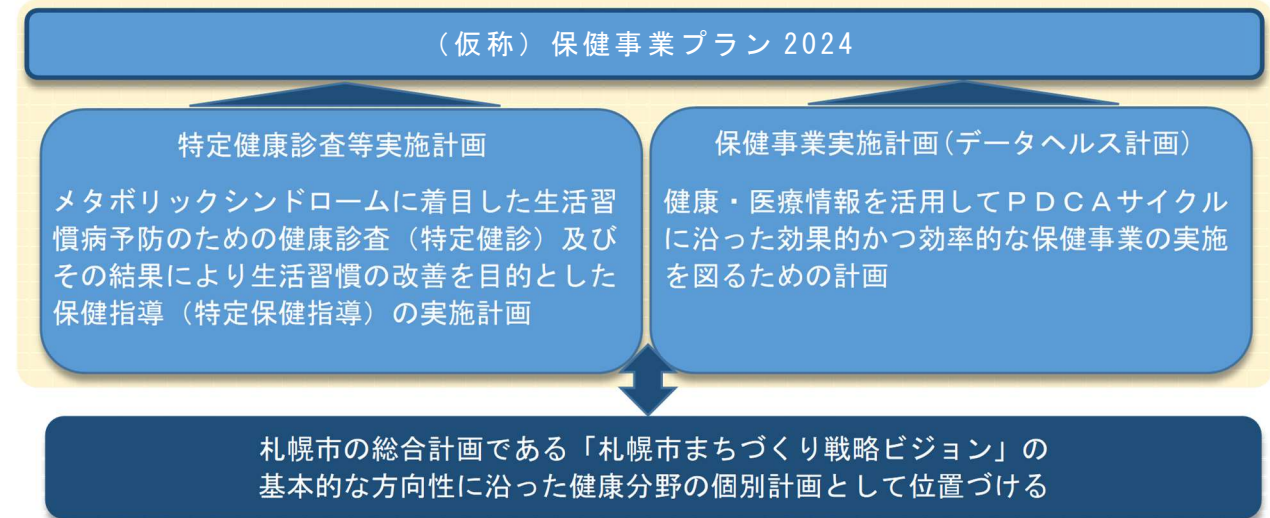 （仮称）保健事業プラン2024
特定健康診査等実施計画
メタボリックシンドロームに着目した生活習
慣病予防のための健康診査（特定健診）及び
その結果により生活習慣の改善を目的とした
保健指導（特定保健指導）の実施計画
保健事業実施計画（データヘルス計画）
健康・医療情報を活用してＰＤＣＡサイクル
に沿った効果的かつ効率的な保健事業の実施
を図るための計画
札幌市の総合計画である「札幌市まちづくり戦略ビジョン」の
基本的な方向性に沿った健康分野の個別計画として位置づける